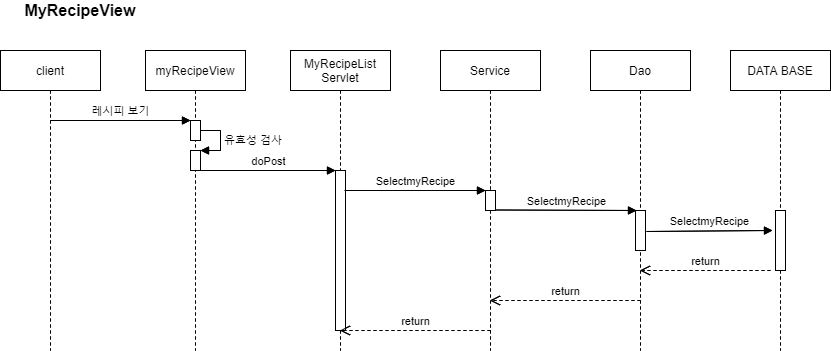 MyRecipeView
client
myRecipeView
MyRecipeList
Servlet
Service
Dao
DATA BASE
레시피 보기
유효성 검사
doPost
SelectmyRecipe
SelectmyRecipe
SelectmyRecipe
return
return
return